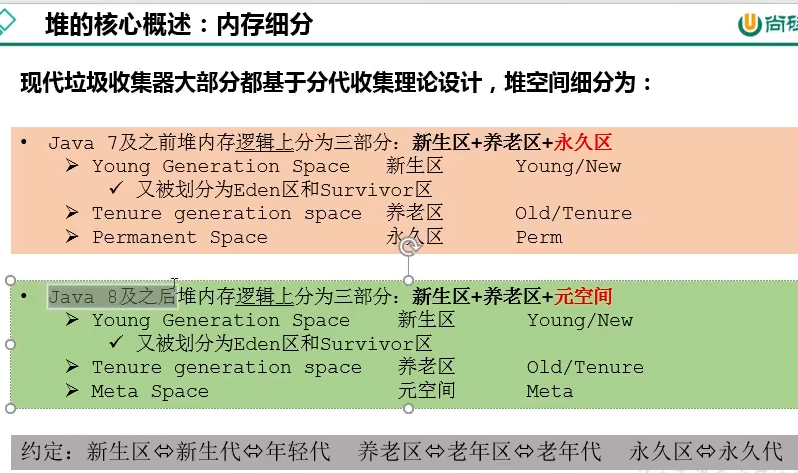 堆的核心概述：内存细分
尚硅
现代垃圾收集器大部分都基于分代收集理论设计，堆空间细分为：
• Java 7及之前堆内存逻辑上分为三部分：新生区+养老区+永久区
➢ Young Generation Space 新生区 Young/New
✓ 又被划分为Eden区和Survivor区
➢ Tenure generation space 养老区 Old/Tenure
➢ Permanent Space 永久区 Perm
• Java 8及之后堆内存逻辑上分为三部分：新生区+养老区+元空间
➢ Young Generation Space 新生区 Young/New
✓ 又被划分为Eden区和Survivor区
➢ Tenure generation space 养老区 Old/Tenure
➢ Meta Space 元空间 Meta
约定：新生区⇔新生代⇔年轻代 养老区⇔老年区⇔老年代 永久区⇔永久代